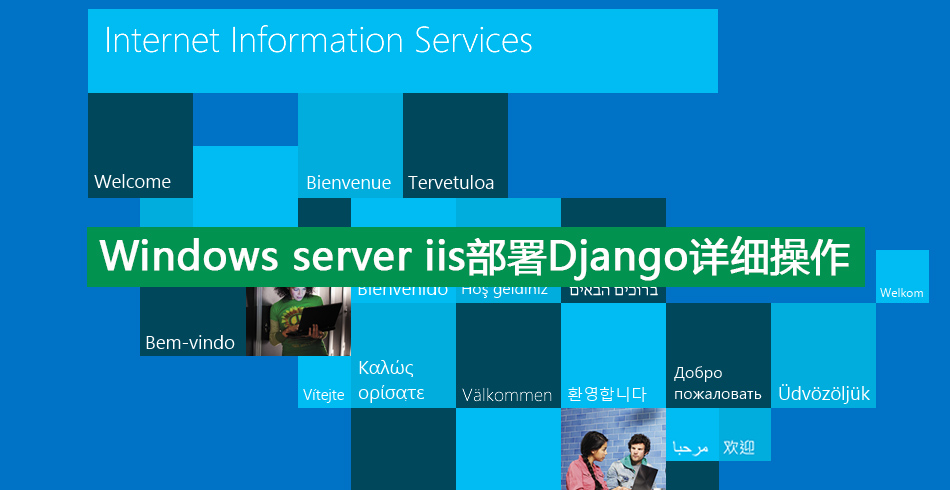 Internet Information Services
Welcome
Bienvenue
Tervetuloa
Windows server iis部署Django详细操作
Bienvenido
Hoş geldiniz
ברוכים הבאים
Welkom
Bem-vindo
Vítejte
Καλώς
ορίσατε
Välkommen
환영합니다
Добро
пожаловать
Üdvözöljük
مرحبا
欢迎